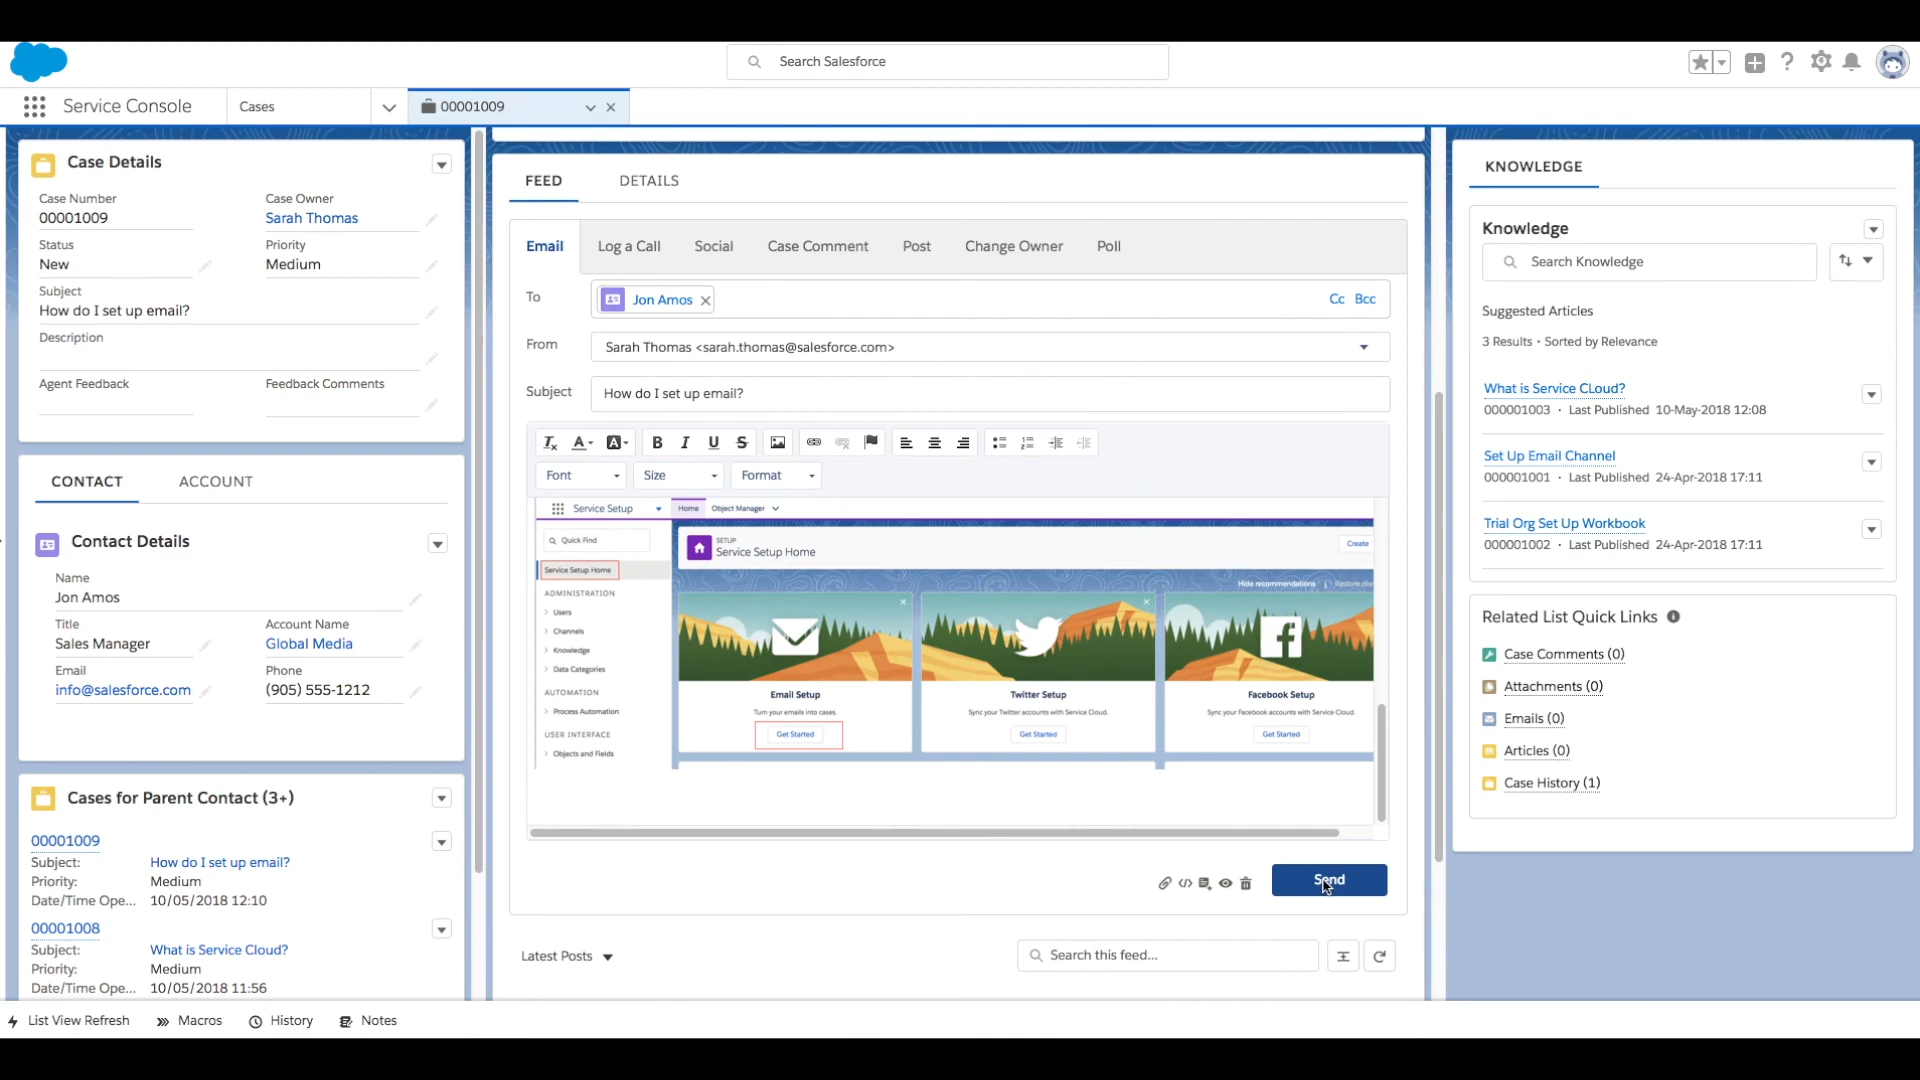 Search Salesforce
Service Console
Cases
00001009
Case Details
Case Number
Case Owner
00001009
Sarah Thomas
Status
Priority
New
Medium
Subject
How do I set up email?
Description
Agent Feedback
Feedback Comments
CONTACT
ACCOUNT
Contact Details
Name
Jon Amos
Title
Account Name
Sales Manager
Global Media
Email
Phone
info@salesforce.com
(905) 555-1212
Cases for Parent Contact (3+)
00001009
Subject: How do I set up email?
Priority: Medium
Date/Time Ope... 10/05/2018 12:10
00001008
Subject: What is Service Cloud?
Priority: Medium
Date/Time Ope... 10/05/2018 11:56
FEED
DETAILS
Email
Log a Call
Social
Case Comment
Post
Change Owner
Poll
To
Jon Amos
Cc Bcc
From
Sarah Thomas <sarah.thomas@salesforce.com>
Subject
How do I set up email?
Font
Size
Format
Service Setup
Home
Object Manager
Quick Find
SETUP
Service Setup Home
Create
Service Setup Home
Hide recommendations
ADMINISTRATION
Users
Channels
Knowledge
Data Categories
AUTOMATION
Process Automation
USER INTERFACE
Objects and Fields
Email Setup
Turn your emails into cases.
Get Started
Twitter Setup
Sync your Twitter accounts with Service Cloud.
Get Started
Facebook Setup
Sync your Facebook accounts with Service Cloud.
Get Started
Send
Latest Posts
Search this feed...
KNOWLEDGE
Knowledge
Search Knowledge
Suggested Articles
3 Results • Sorted by Relevance
What is Service CLoud?
000001003 • Last Published 10-May-2018 12:08
Set Up Email Channel
000001001 • Last Published 24-Apr-2018 17:11
Trial Org Set Up Workbook
000001002 • Last Published 24-Apr-2018 17:11
Related List Quick Links
Case Comments (0)
Attachments (0)
Emails (0)
Articles (0)
Case History (1)
List View Refresh
Macros
History
Notes